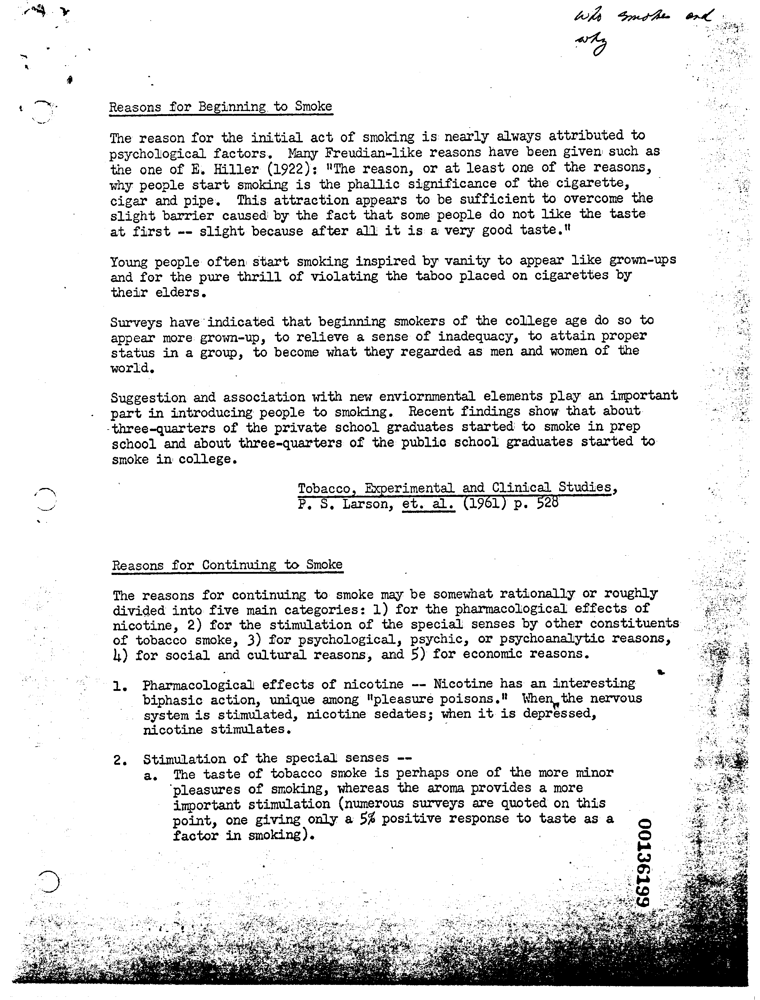 who smokes and
why
Reasons for Beginning to Smoke
The reason for the initial act of smoking is nearly always attributed to
psychological factors. Many Freudian-like reasons have been given such as
the one of E. Hiller (1922): "The reason, or at least one of the reasons,
why people start smoking is the phallic significance of the cigarette,
cigar and pipe. This attraction appears to be sufficient to overcome the
slight barrier caused by the fact that some people do not like the taste
at first -- slight because after all it is a very good taste."
Young people often start smoking inspired by vanity to appear like grown-ups
and for the pure thrill of violating the taboo placed on cigarettes by
their elders.
Surveys have indicated that beginning smokers of the college age do so to
appear more grown-up, to relieve a sense of inadequacy, to attain proper
status in a group, to become what they regarded as men and women of the
world.
Suggestion and association with new enviornmental elements play an important
part in introducing people to smoking. Recent findings show that about
three-quarters of the private school graduates started to smoke in prep
school and about three-quarters of the public school graduates started to
smoke in college.
Tobacco, Experimental and Clinical Studies,
P. S. Larson, et. al. (1961) p. 528
Reasons for Continuing to Smoke
The reasons for continuing to smoke may be somewhat rationally or roughly
divided into five main categories: 1) for the pharmacological effects of
nicotine, 2) for the stimulation of the special senses by other constituents
of tobacco smoke, 3) for psychological, psychic, or psychoanalytic reasons,
4) for social and cultural reasons, and 5) for economic reasons.
1. Pharmacological effects of nicotine -- Nicotine has an interesting
biphasic action, unique among "pleasure poisons." When the nervous
system is stimulated, nicotine sedates; when it is depressed,
nicotine stimulates.
2. Stimulation of the special senses --
a. The taste of tobacco smoke is perhaps one of the more minor
pleasures of smoking, whereas the aroma provides a more
important stimulation (numerous surveys are quoted on this
point, one giving only a 5% positive response to taste as a
factor in smoking).
00136199